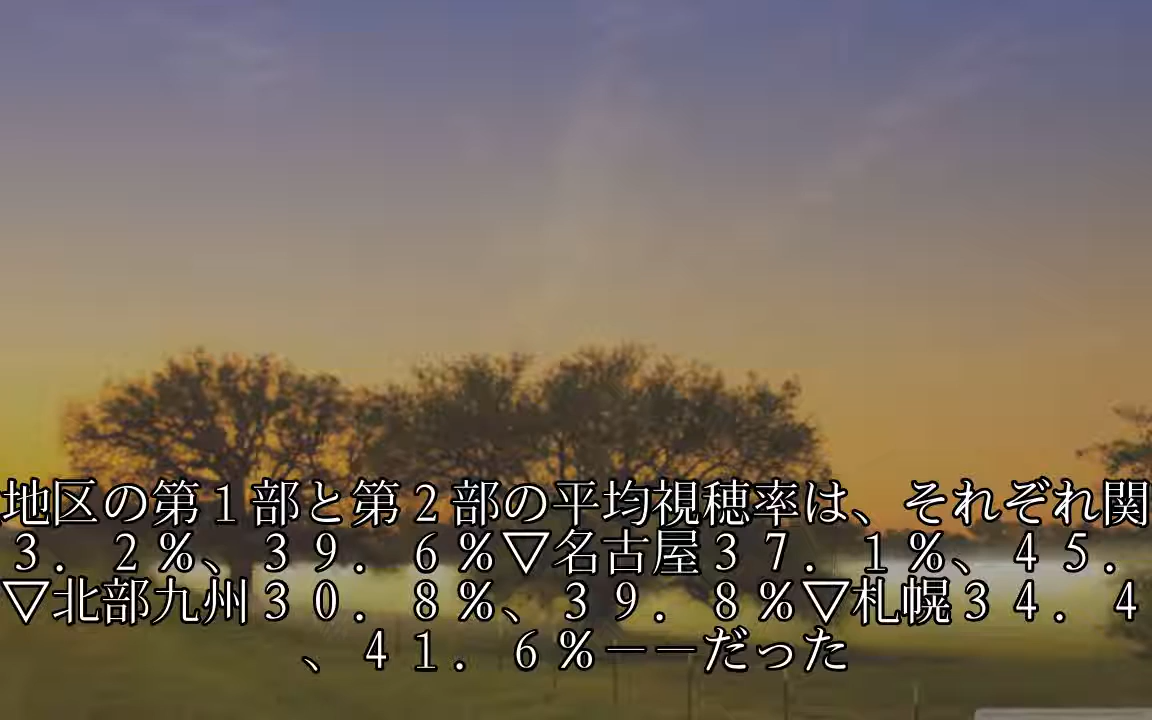 地区の第１部と第２部の平均視穂率は、それぞれ関
３．２％、３９．６％▽名古屋３７．１％、４５．
▽北部九州３０．８％、３９．８％▽札幌３４．４
、４１．６％――だった